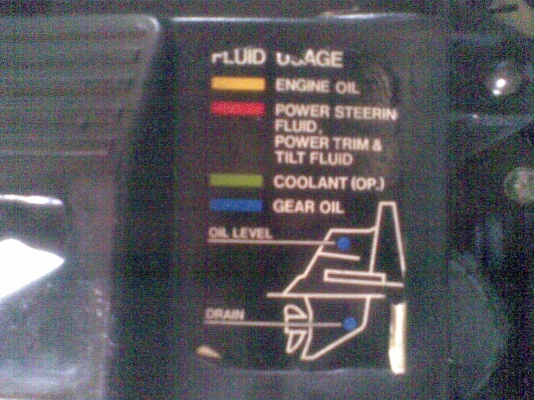 FLUID USAGE
ENGINE OIL
POWER STEERIN
FLUID,
POWER TRIM &
TILT FLUID
COOLANT (OP.)
GEAR OIL
OIL LEVEL
DRAIN